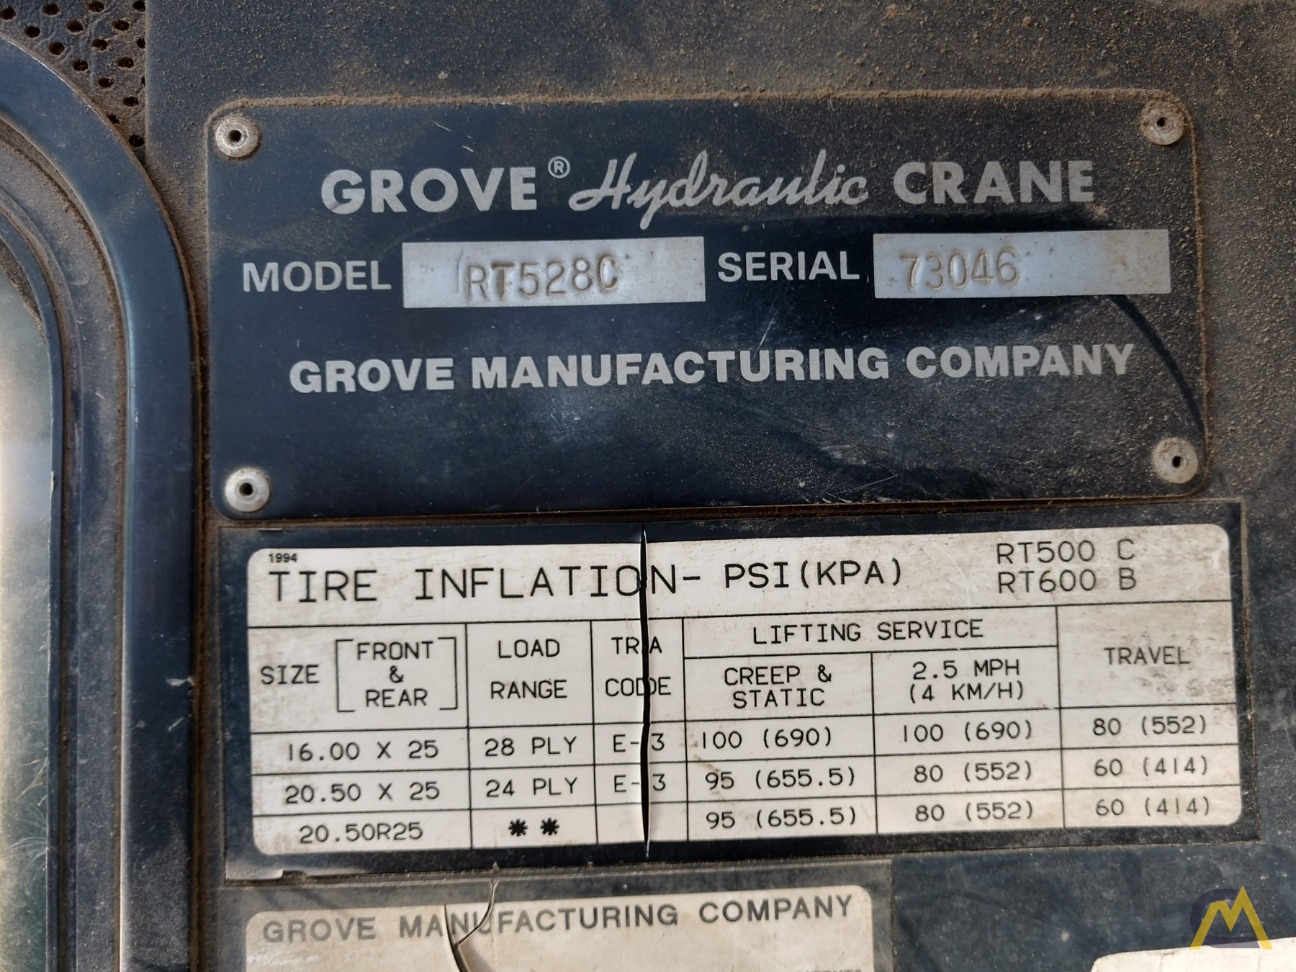 GROVE® Hydraulic CRANE
MODEL RT528C SERIAL 73046
GROVE MANUFACTURING COMPANY
1994
TIRE INFLATION- PSI(KPA) RT500 C
RT600 B
SIZE [FRONT & REAR] LOAD RANGE TRA CODE LIFTING SERVICE TRAVEL
CREEP & STATIC 2.5 MPH (4 KM/H)
16.00 X 25 28 PLY E-3 100 (690) 100 (690) 80 (552)
20.50 X 25 24 PLY E-3 95 (655.5) 80 (552) 60 (414)
20.50R25 ** 95 (655.5) 80 (552) 60 (414)
GROVE MANUFACTURING COMPANY